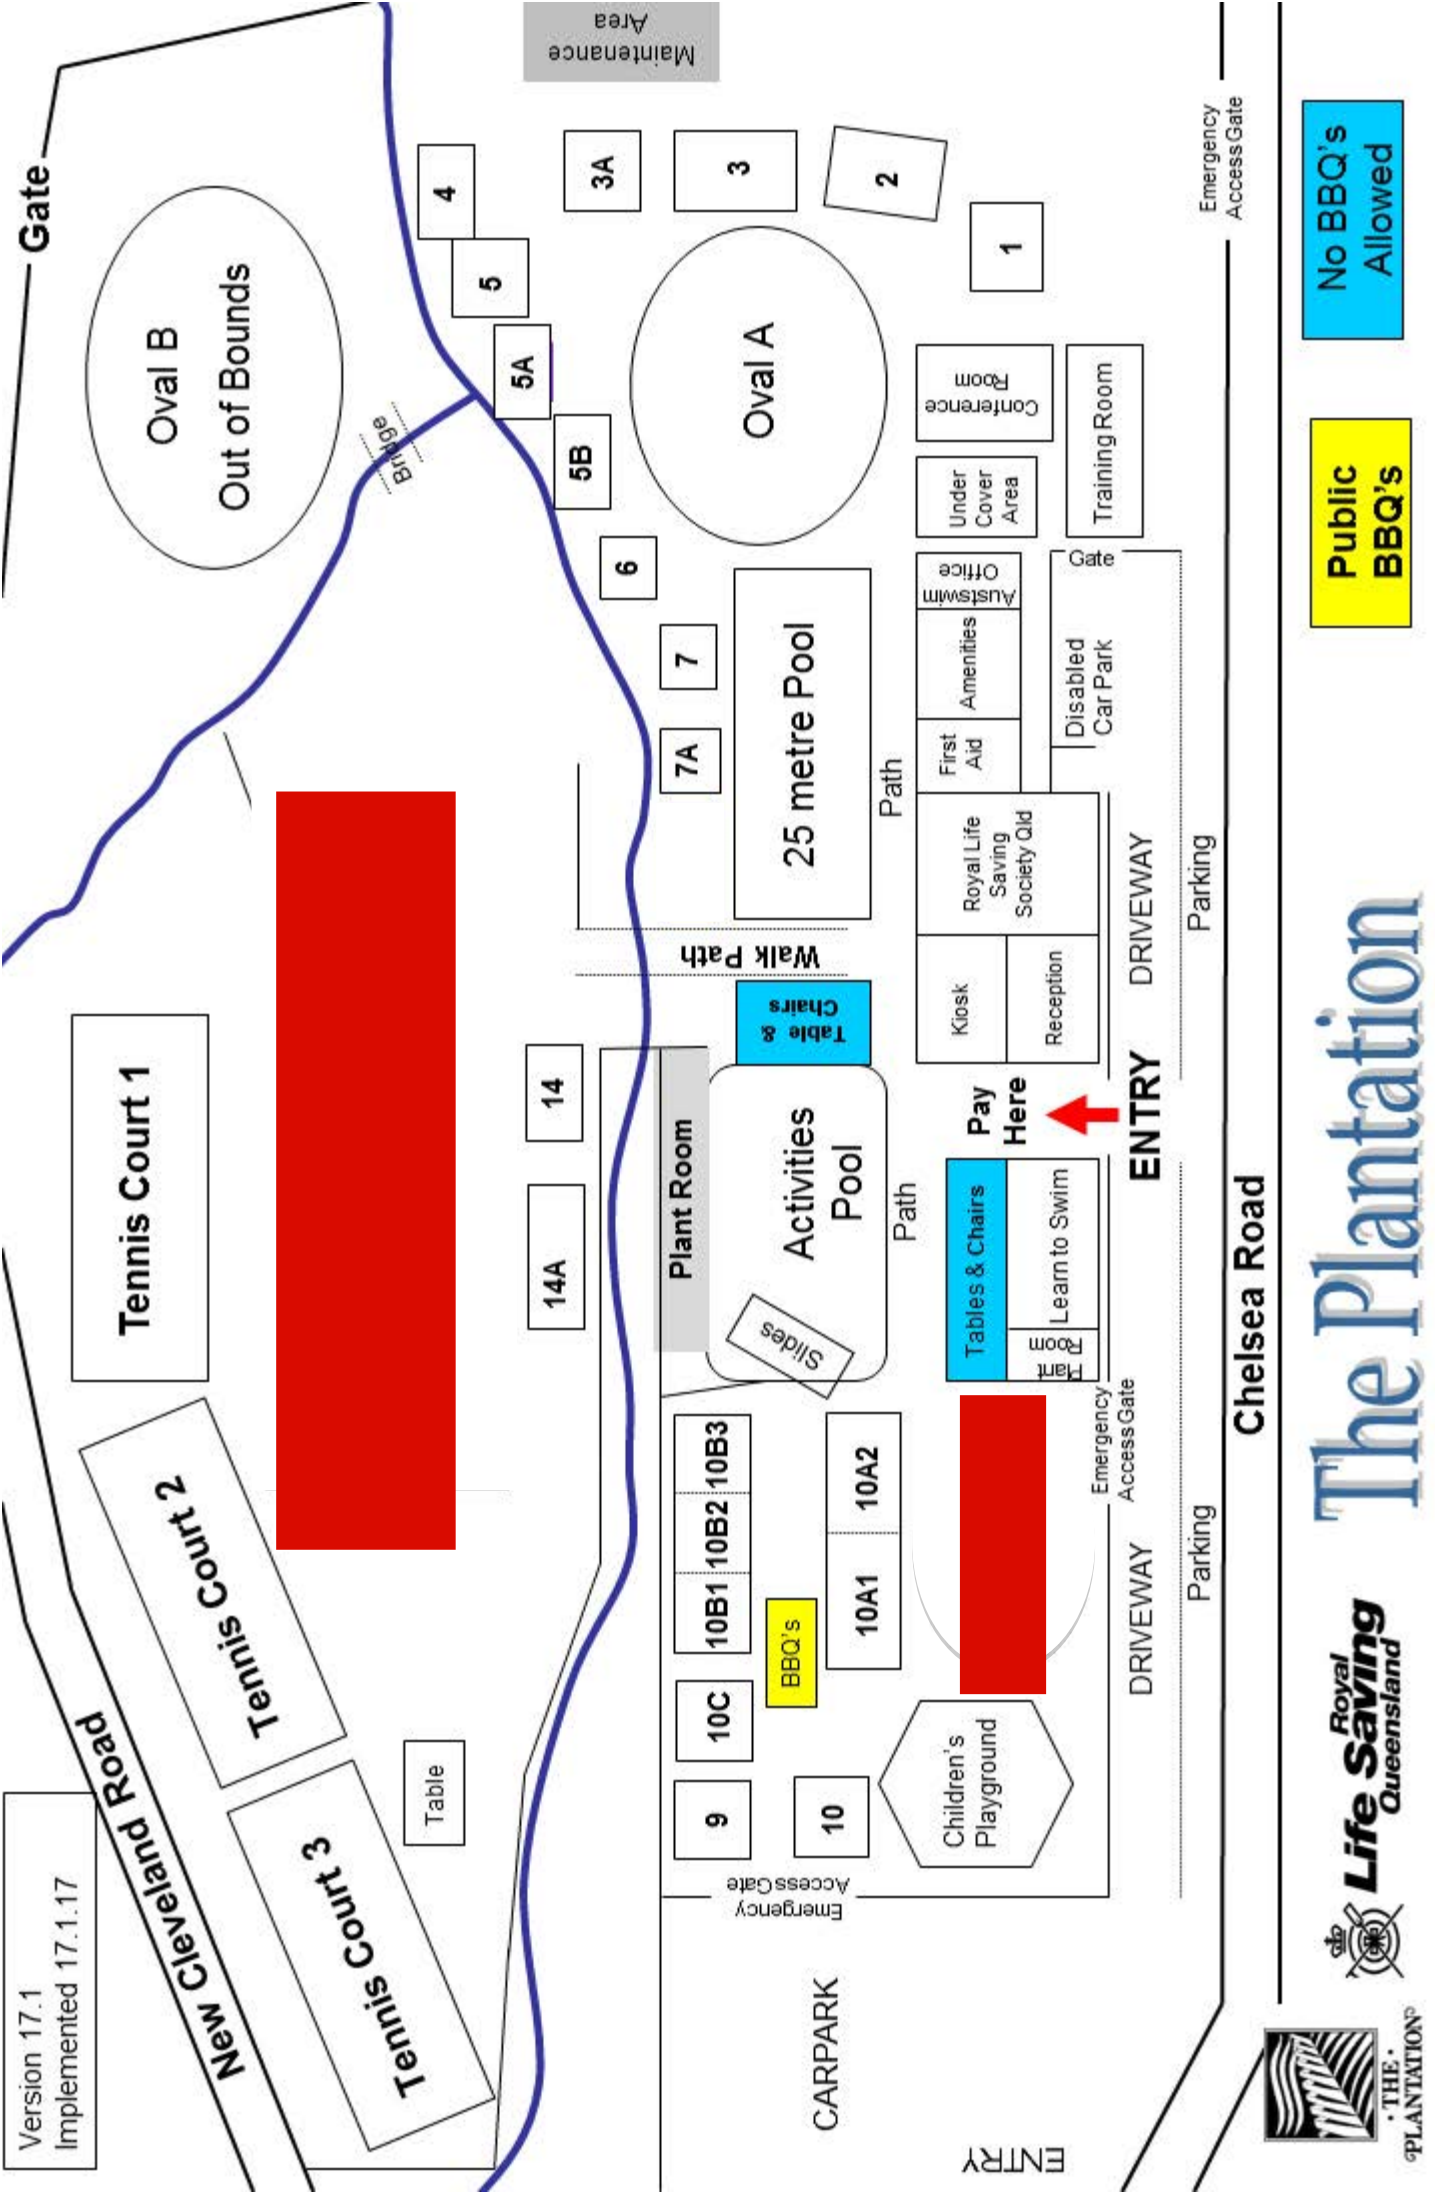 Version 17.1
Implemented 17.1.17
New Cleveland Road
Tennis Court 3
Tennis Court 2
Tennis Court 1
Table
Gate
Oval B
Out of Bounds
Bridge
Maintenance
Area
4
5
5A
5B
6
7
7A
3A
3
2
1
Oval A
25 metre Pool
Walk Path
14
14A
Plant Room
Table &
Chairs
Activities
Pool
Slides
10B1
10B2
10B3
10A1
10A2
10C
BBQ's
9
10
Children's
Playground
Emergency
Access Gate
CARPARK
ENTRY
Path
Path
Tables & Chairs
Learn to Swim
Plant
Room
Pay
Here
ENTRY
Kiosk
Reception
Royal Life
Saving
Society Qld
First
Aid
Amenities
Austswim
Office
Under
Cover
Area
Conference
Room
Training Room
Disabled
Car Park
Gate
Emergency
Access Gate
DRIVEWAY
DRIVEWAY
Parking
Parking
Emergency
Access Gate
Chelsea Road
• THE •
PLANTATION
Royal
Life Saving
Queensland
The Plantation
Public
BBQ's
No BBQ's
Allowed